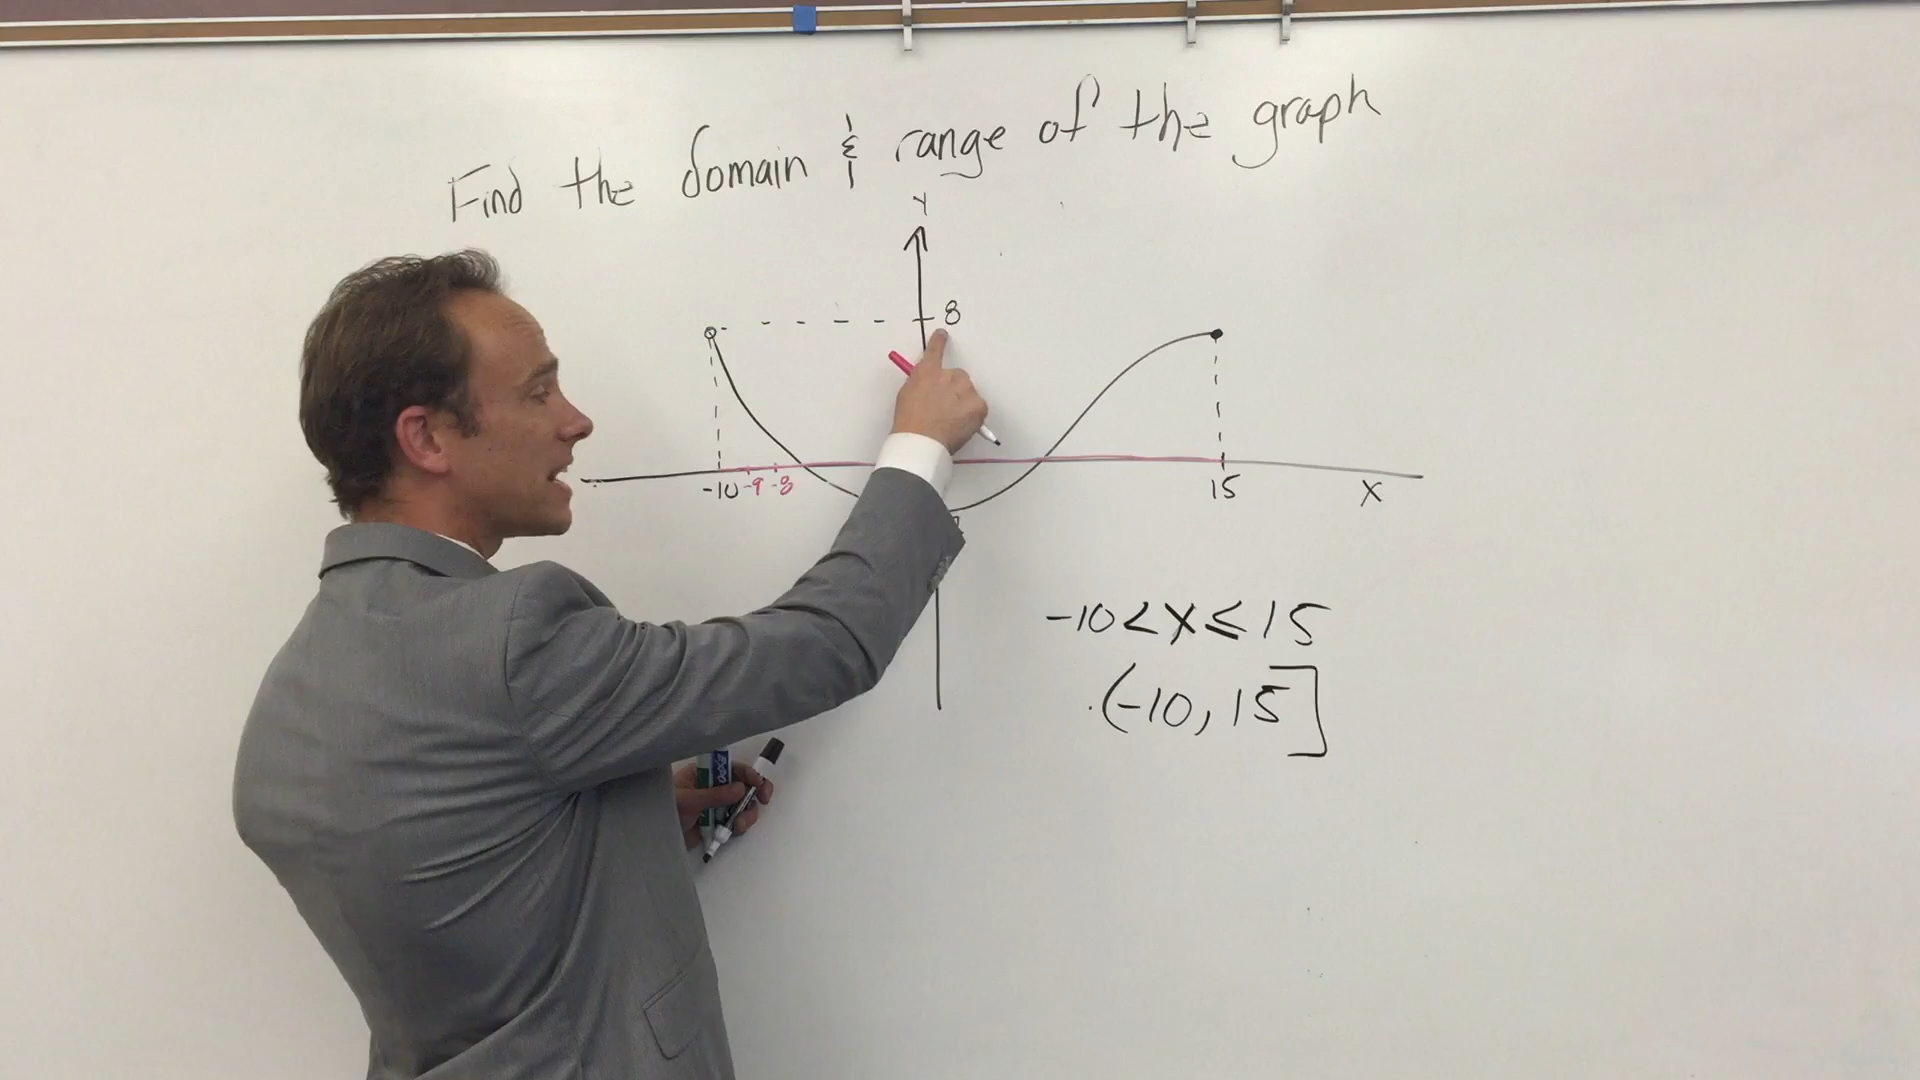 Find the domain & range of the graph
Y
8
-10 -9 -8
15
X
-10<x≤15
(-10, 15]
EXPO